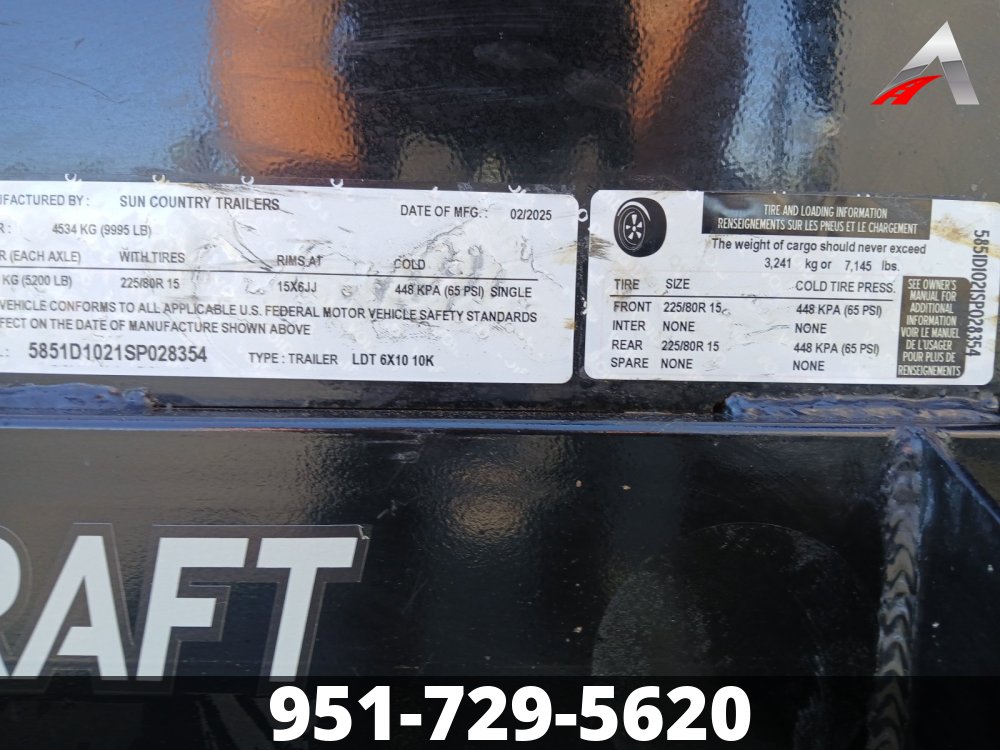 NUFACTURED BY: SUN COUNTRY TRAILERS DATE OF MFG.: 02/2025
R: 4534 KG (9995 LB)
R (EACH AXLE) WITH TIRES RIMS AT COLD
KG (5200 LB) 225/80R 15 15X6JJ 448 KPA (65 PSI) SINGLE
VEHICLE CONFORMS TO ALL APPLICABLE U.S. FEDERAL MOTOR VEHICLE SAFETY STANDARDS
FECT ON THE DATE OF MANUFACTURE SHOWN ABOVE
.: 5851D1021SP028354 TYPE: TRAILER LDT 6X10 10K
TIRE AND LOADING INFORMATION
RENSEIGNEMENTS SUR LES PNEUS ET LE CHARGEMENT
The weight of cargo should never exceed
3,241 kg or 7,145 lbs.
TIRE SIZE COLD TIRE PRESS.
FRONT 225/80R 15 448 KPA (65 PSI)
INTER NONE NONE
REAR 225/80R 15 448 KPA (65 PSI)
SPARE NONE NONE
SEE OWNER'S
MANUAL FOR
ADDITIONAL
INFORMATION
VOIR LE MANUEL
DE L'USAGER
POUR PLUS DE
RENSEIGNEMENTS
5851D1021SP028354
RAFT
951-729-5620